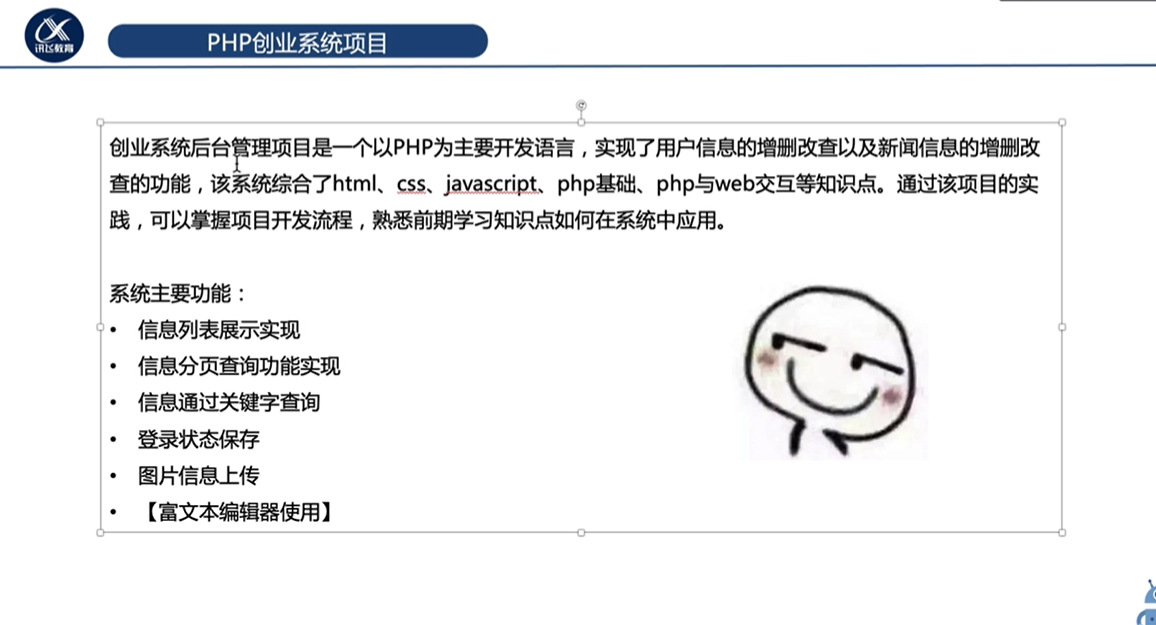 讯飞教育
PHP创业系统项目
创业系统后台管理项目是一个以PHP为主要开发语言，实现了用户信息的增删改查以及新闻信息的增删改
查的功能，该系统综合了html、css、javascript、php基础、php与web交互等知识点。通过该项目的实
践，可以掌握项目开发流程，熟悉前期学习知识点如何在系统中应用。
系统主要功能：
• 信息列表展示实现
• 信息分页查询功能实现
• 信息通过关键字查询
• 登录状态保存
• 图片信息上传
• 【富文本编辑器使用】